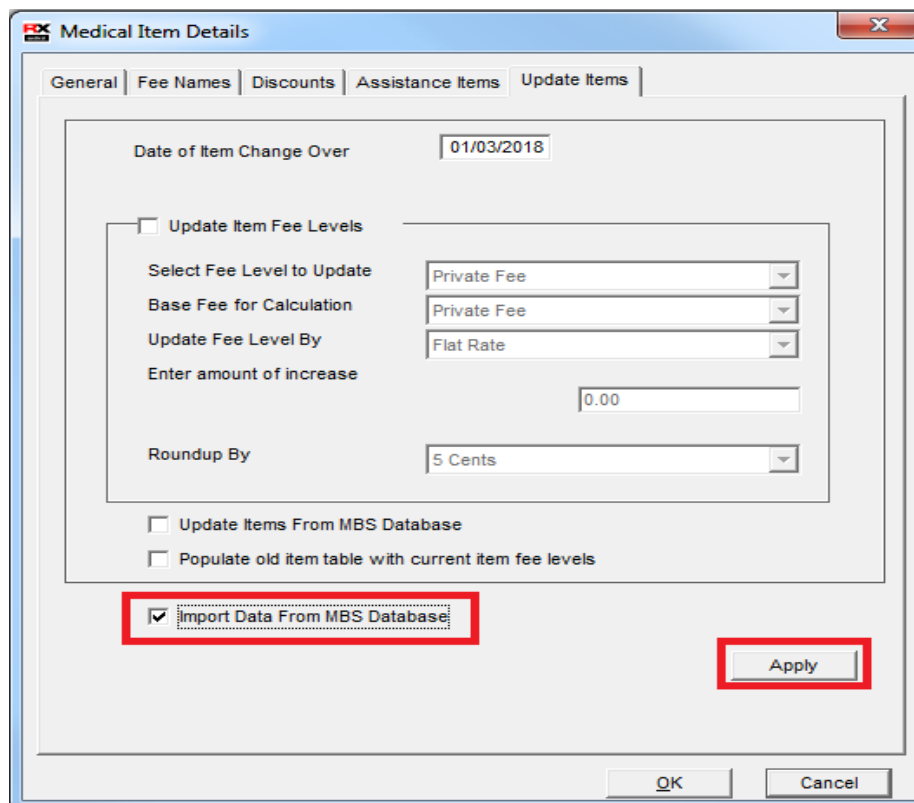 RX
Medical Item Details
General Fee Names Discounts Assistance Items Update Items
Date of Item Change Over 01/03/2018
Update Item Fee Levels
Select Fee Level to Update Private Fee
Base Fee for Calculation Private Fee
Update Fee Level By Flat Rate
Enter amount of increase
0.00
Roundup By 5 Cents
Update Items From MBS Database
Populate old item table with current item fee levels
Import Data From MBS Database
Apply
OK Cancel